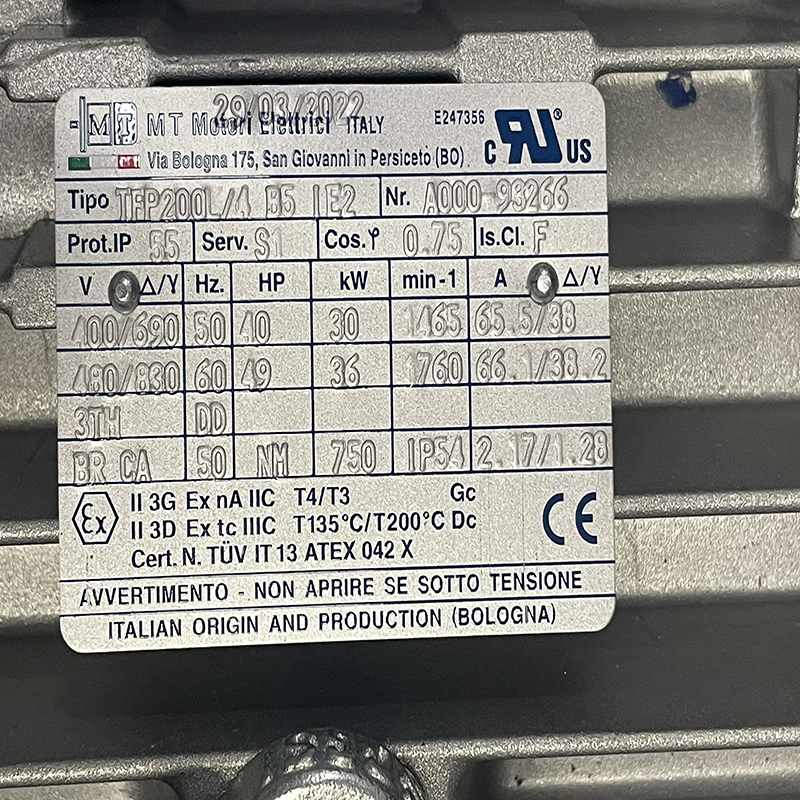 29/03/2022
MT MT Motori Elettrici ITALY E247356 ® C US
Via Bologna 175, San Giovanni in Persiceto (BO)
Tipo TFP200L/4 B5 IE2 Nr. A000-93266
Prot.IP 55 Serv. S1 Cos.φ 0.75 Is.Cl. F
V Δ/Y Hz. HP kW min-1 A Δ/Y
400/690 50 40 30 1465 65.5/38
480/830 60 49 36 1760 66.1/38.2
3TH DD
BR CA 50 NM 750 IP54 2.17/1.28
Ex II 3G Ex nA IIC T4/T3 Gc CE
II 3D Ex tc IIIC T135°C/T200°C Dc
Cert. N. TÜV IT 13 ATEX 042 X
AVVERTIMENTO - NON APRIRE SE SOTTO TENSIONE
ITALIAN ORIGIN AND PRODUCTION (BOLOGNA)